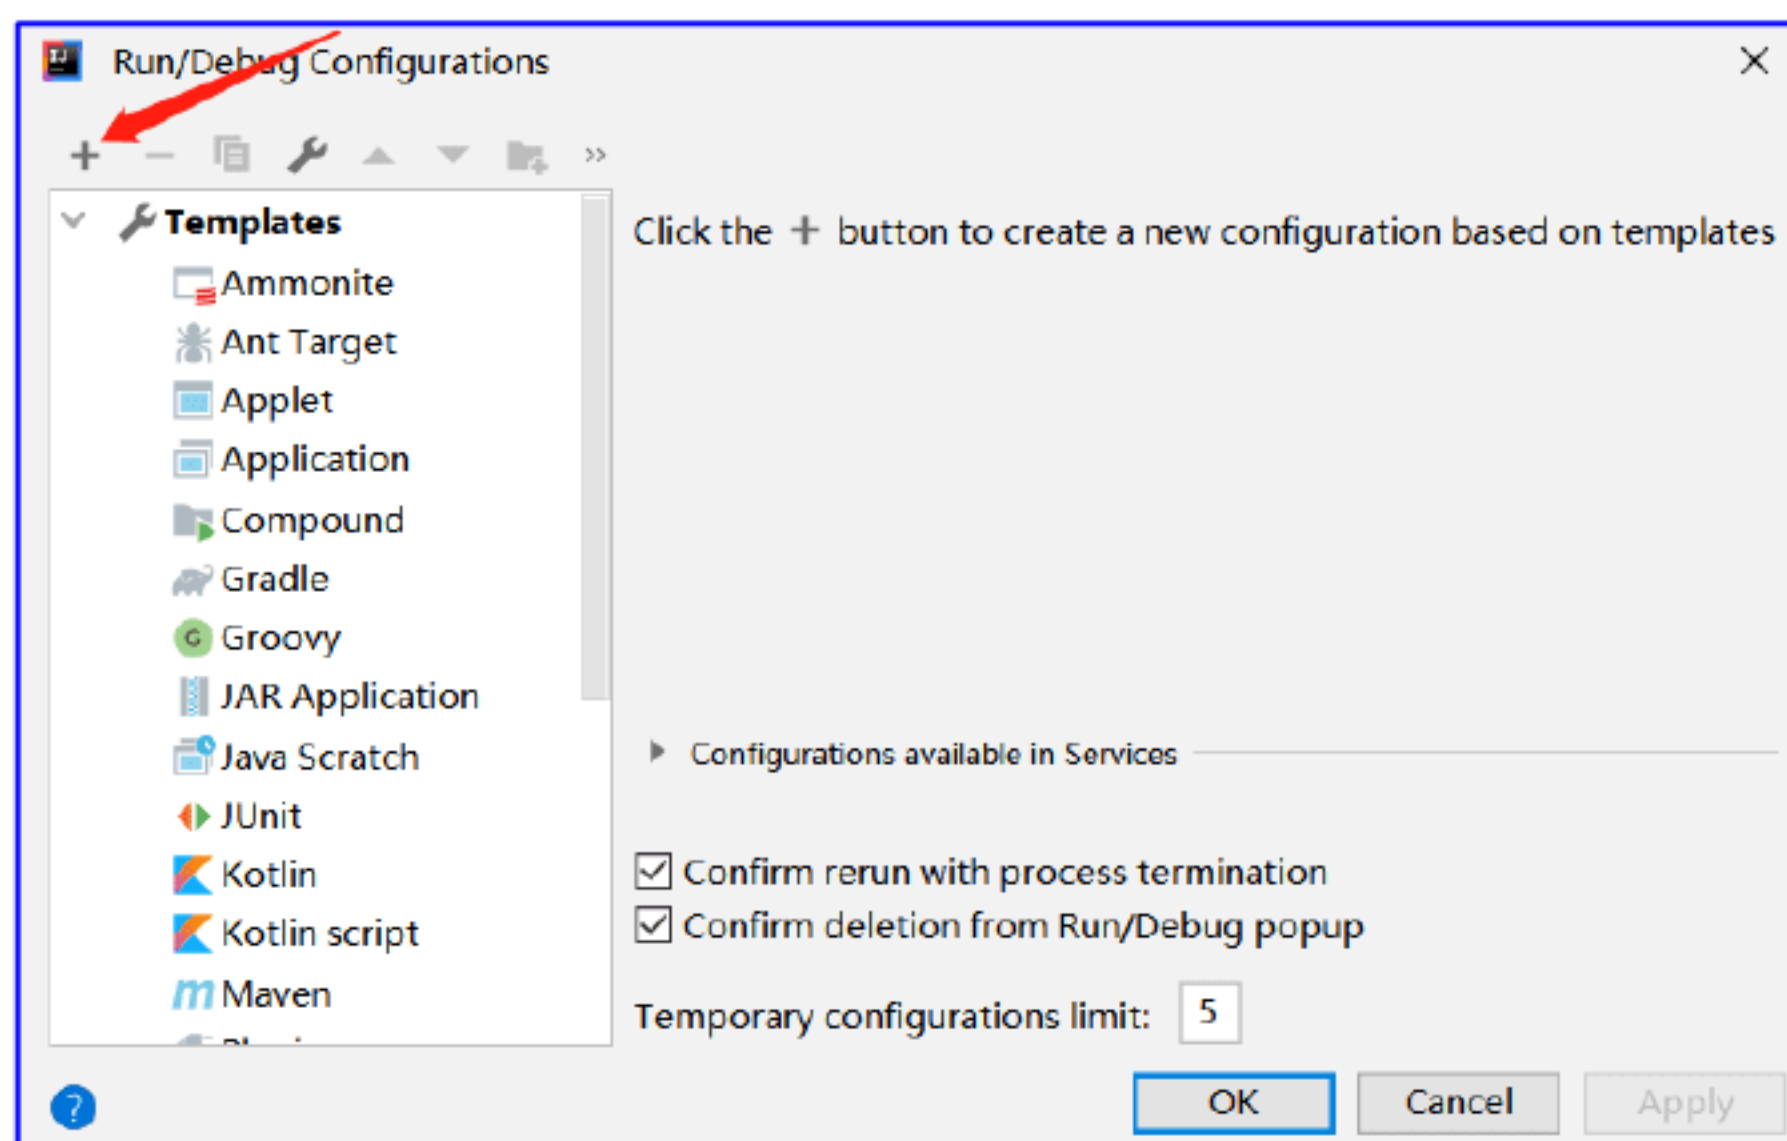 Run/Debug Configurations
Templates
Ammonite
Ant Target
Applet
Application
Compound
Gradle
Groovy
JAR Application
Java Scratch
JUnit
Kotlin
Kotlin script
Maven
Click the + button to create a new configuration based on templates
Configurations available in Services
Confirm rerun with process termination
Confirm deletion from Run/Debug popup
Temporary configurations limit: 5
OK Cancel Apply